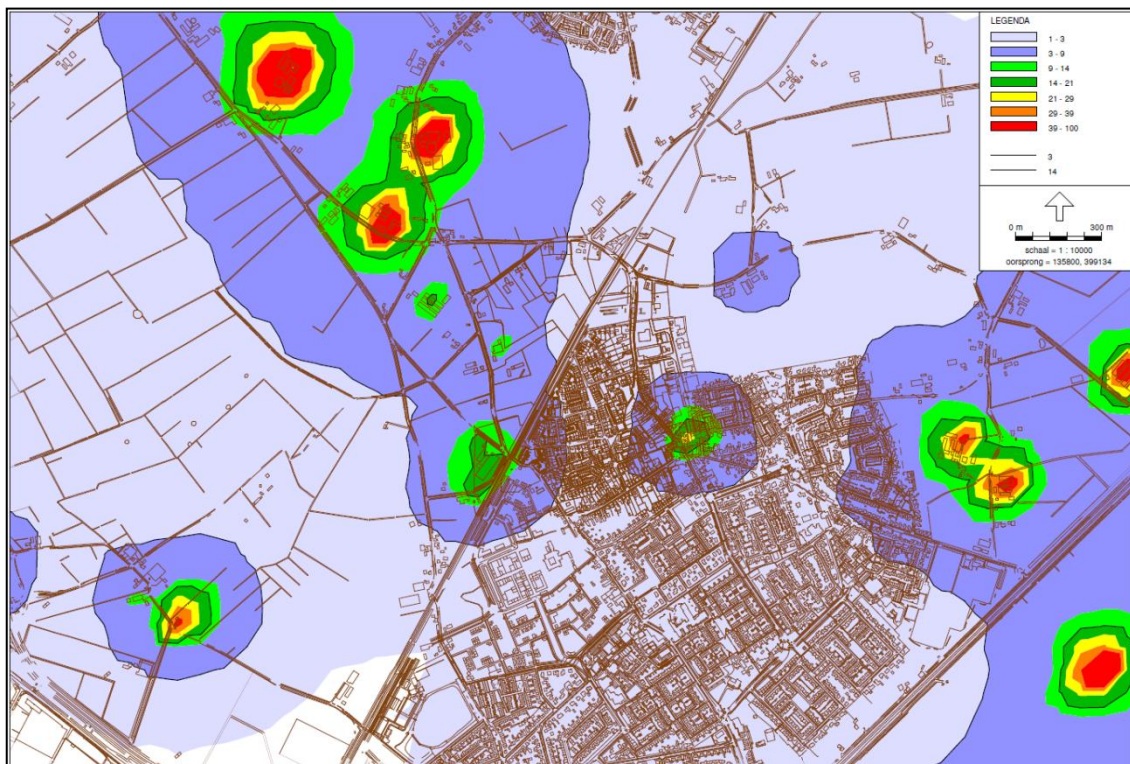 LEGENDA
1 - 3
3 - 9
9 - 14
14 - 21
21 - 29
29 - 39
39 - 100
3
14
0 m 300 m
schaal = 1 : 10000
oorsprong = 135800, 399134